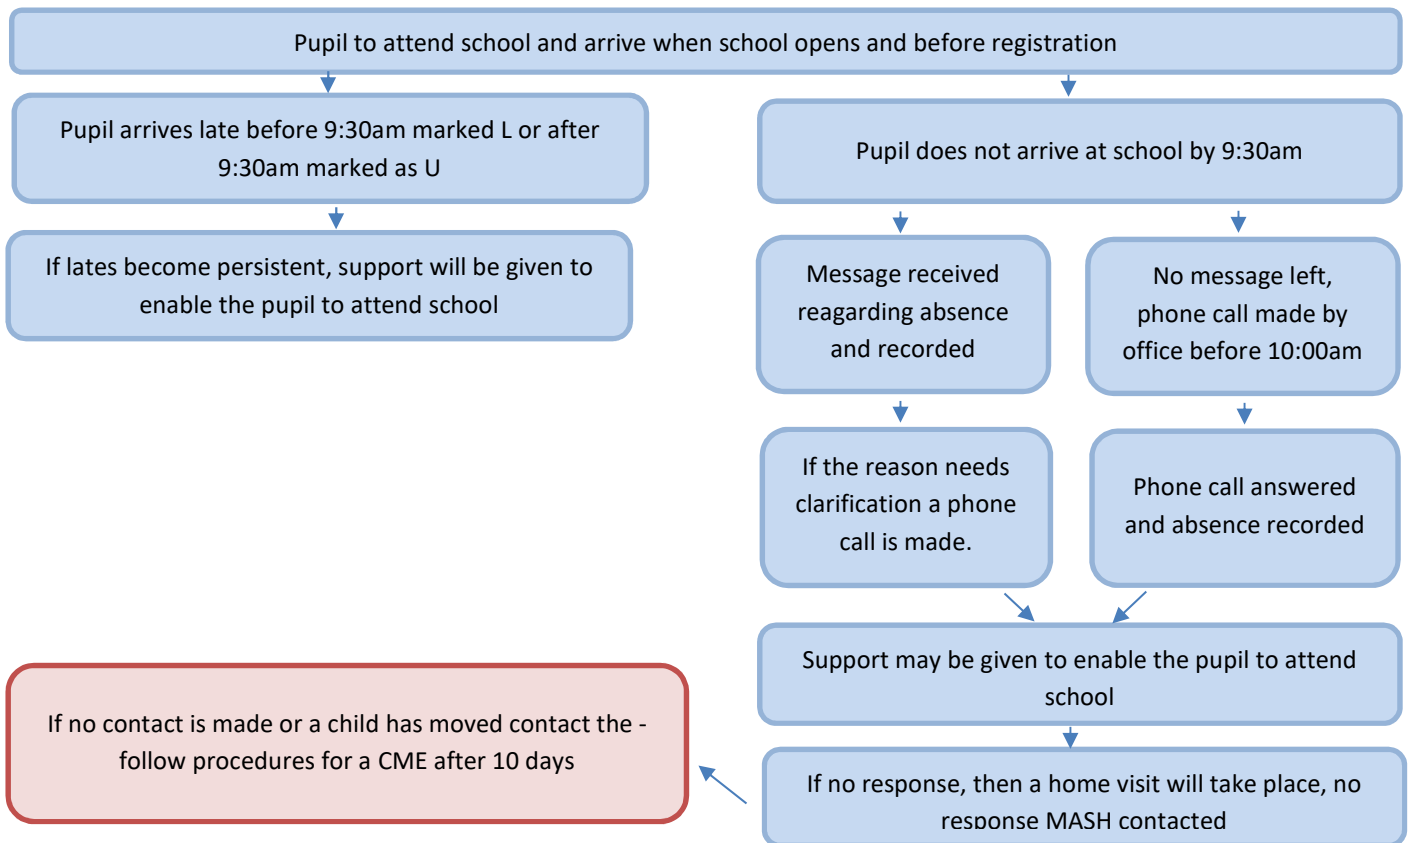 Pupil to attend school and arrive when school opens and before registration
Pupil arrives late before 9:30am marked L or after
9:30am marked as U
If lates become persistent, support will be given to
enable the pupil to attend school
Pupil does not arrive at school by 9:30am
Message received
reagarding absence
and recorded
No message left,
phone call made by
office before 10:00am
If the reason needs
clarification a phone
call is made.
Phone call answered
and absence recorded
Support may be given to enable the pupil to attend
school
If no response, then a home visit will take place, no
response MASH contacted
If no contact is made or a child has moved contact the -
follow procedures for a CME after 10 days